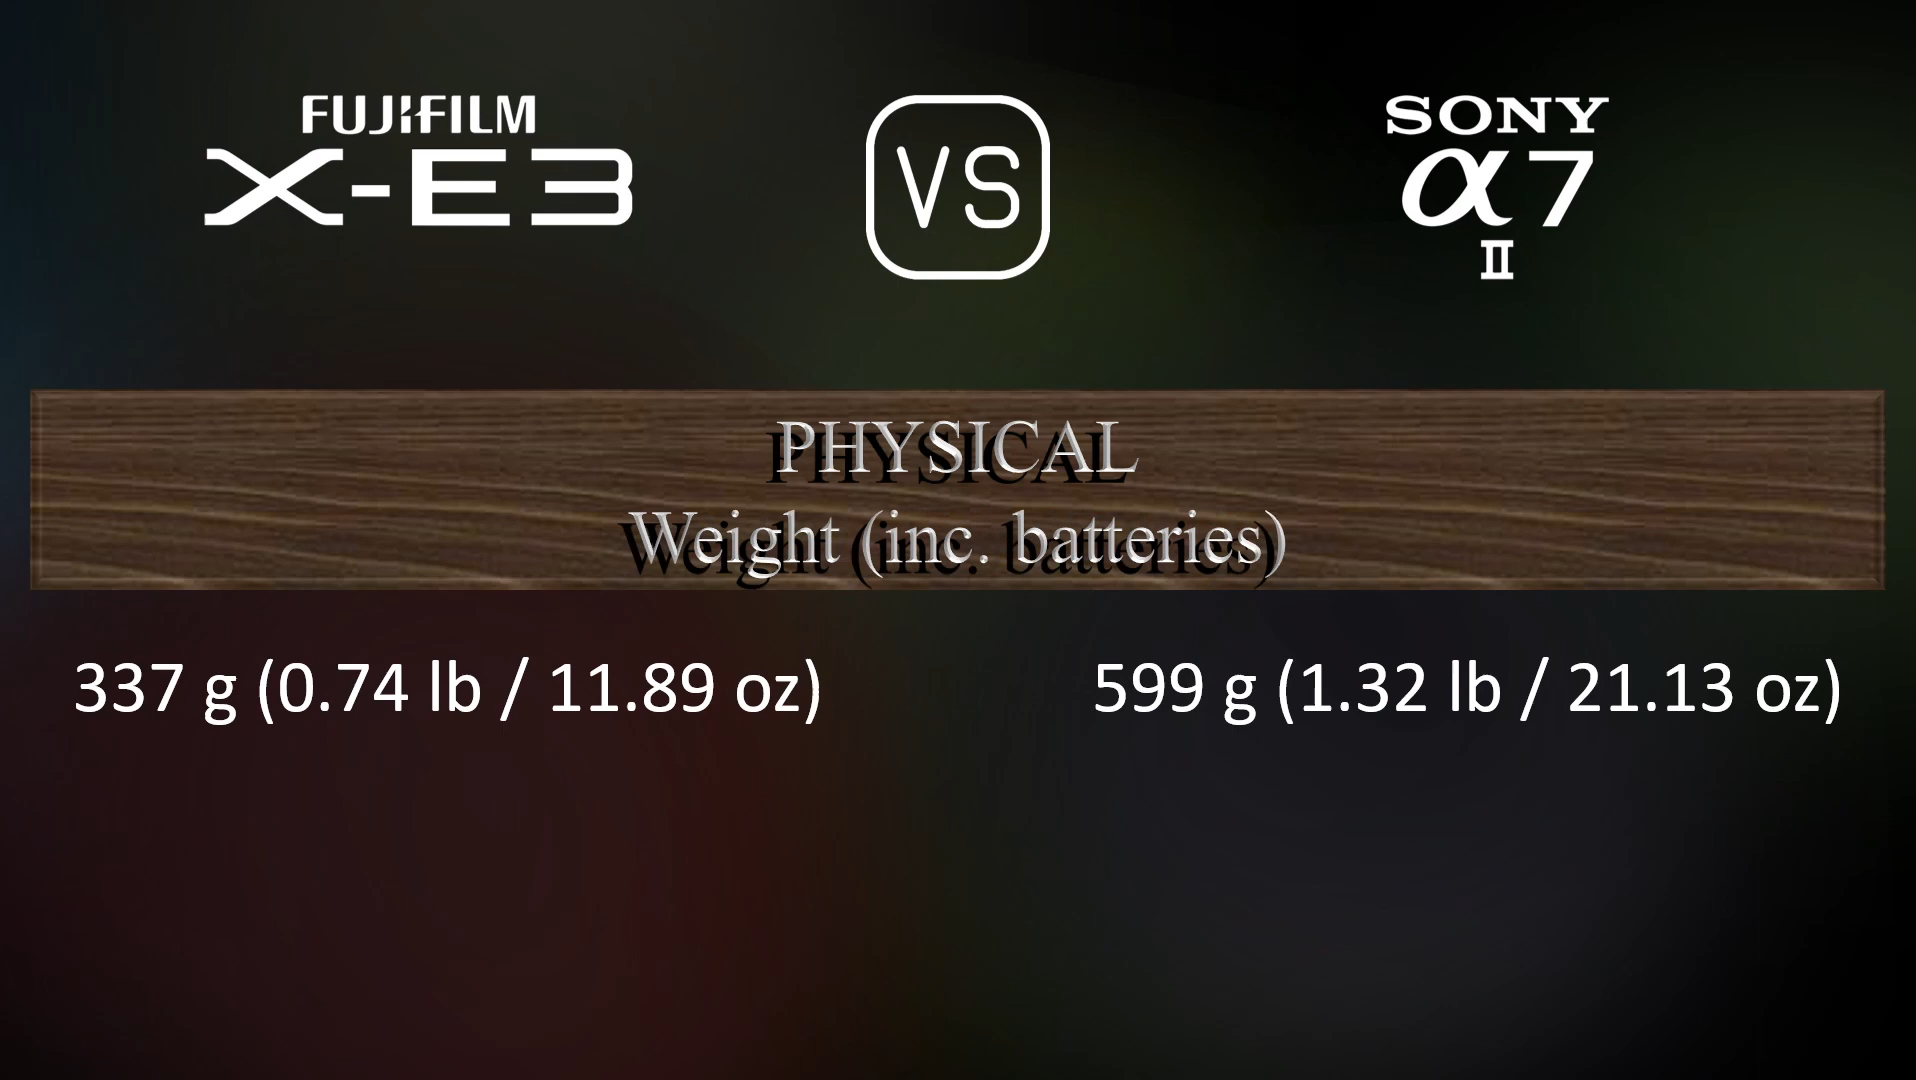 FUJIFILM
X-E3
VS
SONY
α7
II
PHYSICAL
Weight (inc. batteries)
337 g (0.74 lb / 11.89 oz)
599 g (1.32 lb / 21.13 oz)